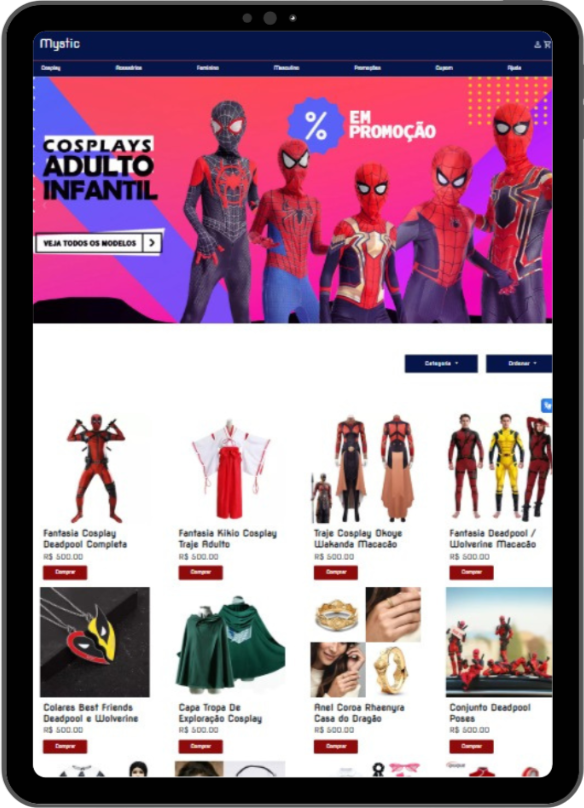 Mystic
Cosplay Acessórios Feminino Masculino Promoções Cupom Ajuda
%
EM
PROMOÇÃO
COSPLAYS
ADULTO
INFANTIL
VEJA TODOS OS MODELOS >
Categoria Ordenar
Fantasia Cosplay
Deadpool Completa
R$ 500.00
Comprar
Fantasia Kikio Cosplay
Traje Adulto
R$ 500.00
Comprar
Traje Cosplay Okoye
Wakanda Macacão
R$ 500.00
Comprar
Fantasia Deadpool /
Wolverine Macacão
R$ 500.00
Comprar
Colares Best Friends
Deadpool e Wolverine
R$ 500.00
Comprar
Capa Tropa De
Exploração Cosplay
R$ 500.00
Comprar
Anel Coroa Rhaenyra
Casa do Dragão
R$ 500.00
Comprar
Conjunto Deadpool
Poses
R$ 500.00
Comprar